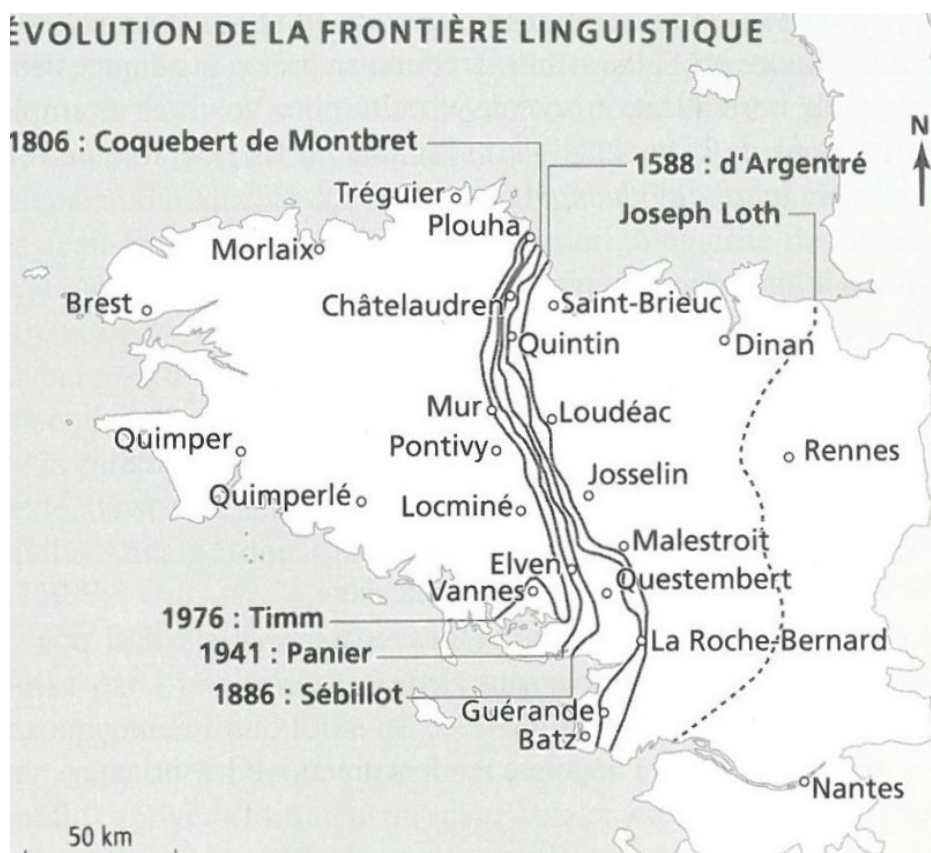 ÉVOLUTION DE LA FRONTIÈRE LINGUISTIQUE
1806 : Coquebert de Montbret
N
1588 : d'Argentré
Tréguier
Joseph Loth
Plouha
Morlaix
Brest
Châtelaudren
Saint-Brieuc
Quintin
Dinan
Mur
Loudéac
Quimper
Pontivy
Rennes
Josselin
Quimperlé
Locminé
Malestroit
Elven
Questembert
Vannes
1976 : Timm
La Roche-Bernard
1941 : Panier
1886 : Sébillot
Guérande
Batz
Nantes
50 km